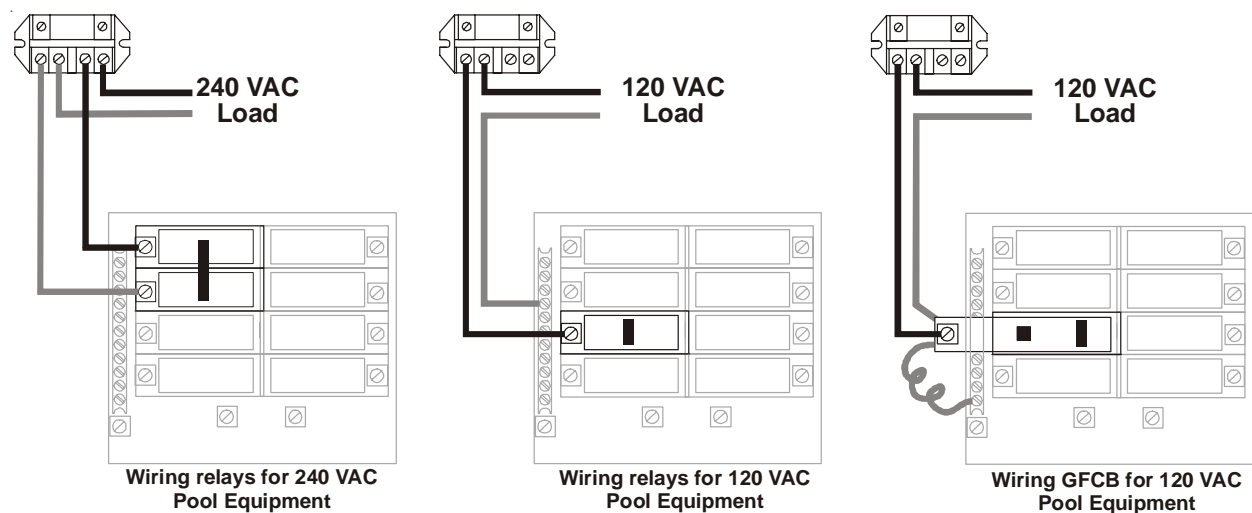 240 VAC
Load
120 VAC
Load
120 VAC
Load
Wiring relays for 240 VAC
Pool Equipment
Wiring relays for 120 VAC
Pool Equipment
Wiring GFCB for 120 VAC
Pool Equipment